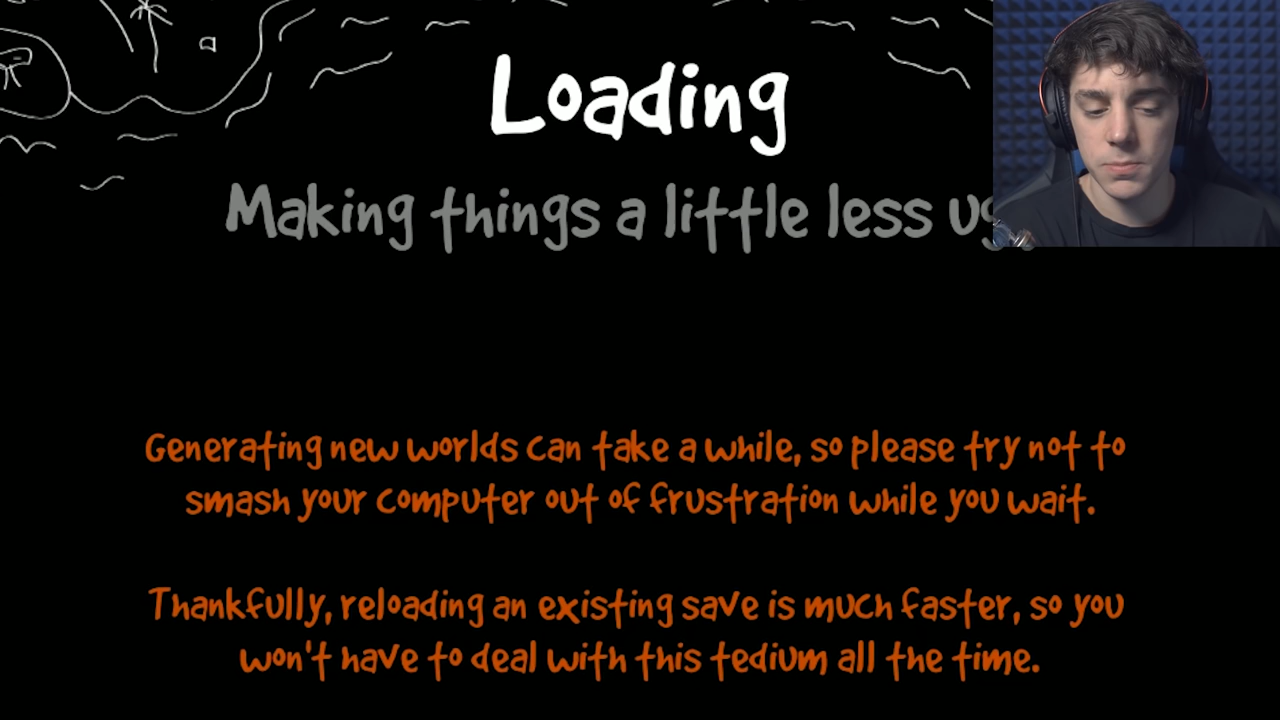 Loading
Making things a little less
Generating new worlds can take a while, so please try not to
smash your computer out of frustration while you wait.
Thankfully, reloading an existing save is much faster, so you
won't have to deal with this tedium all the time.